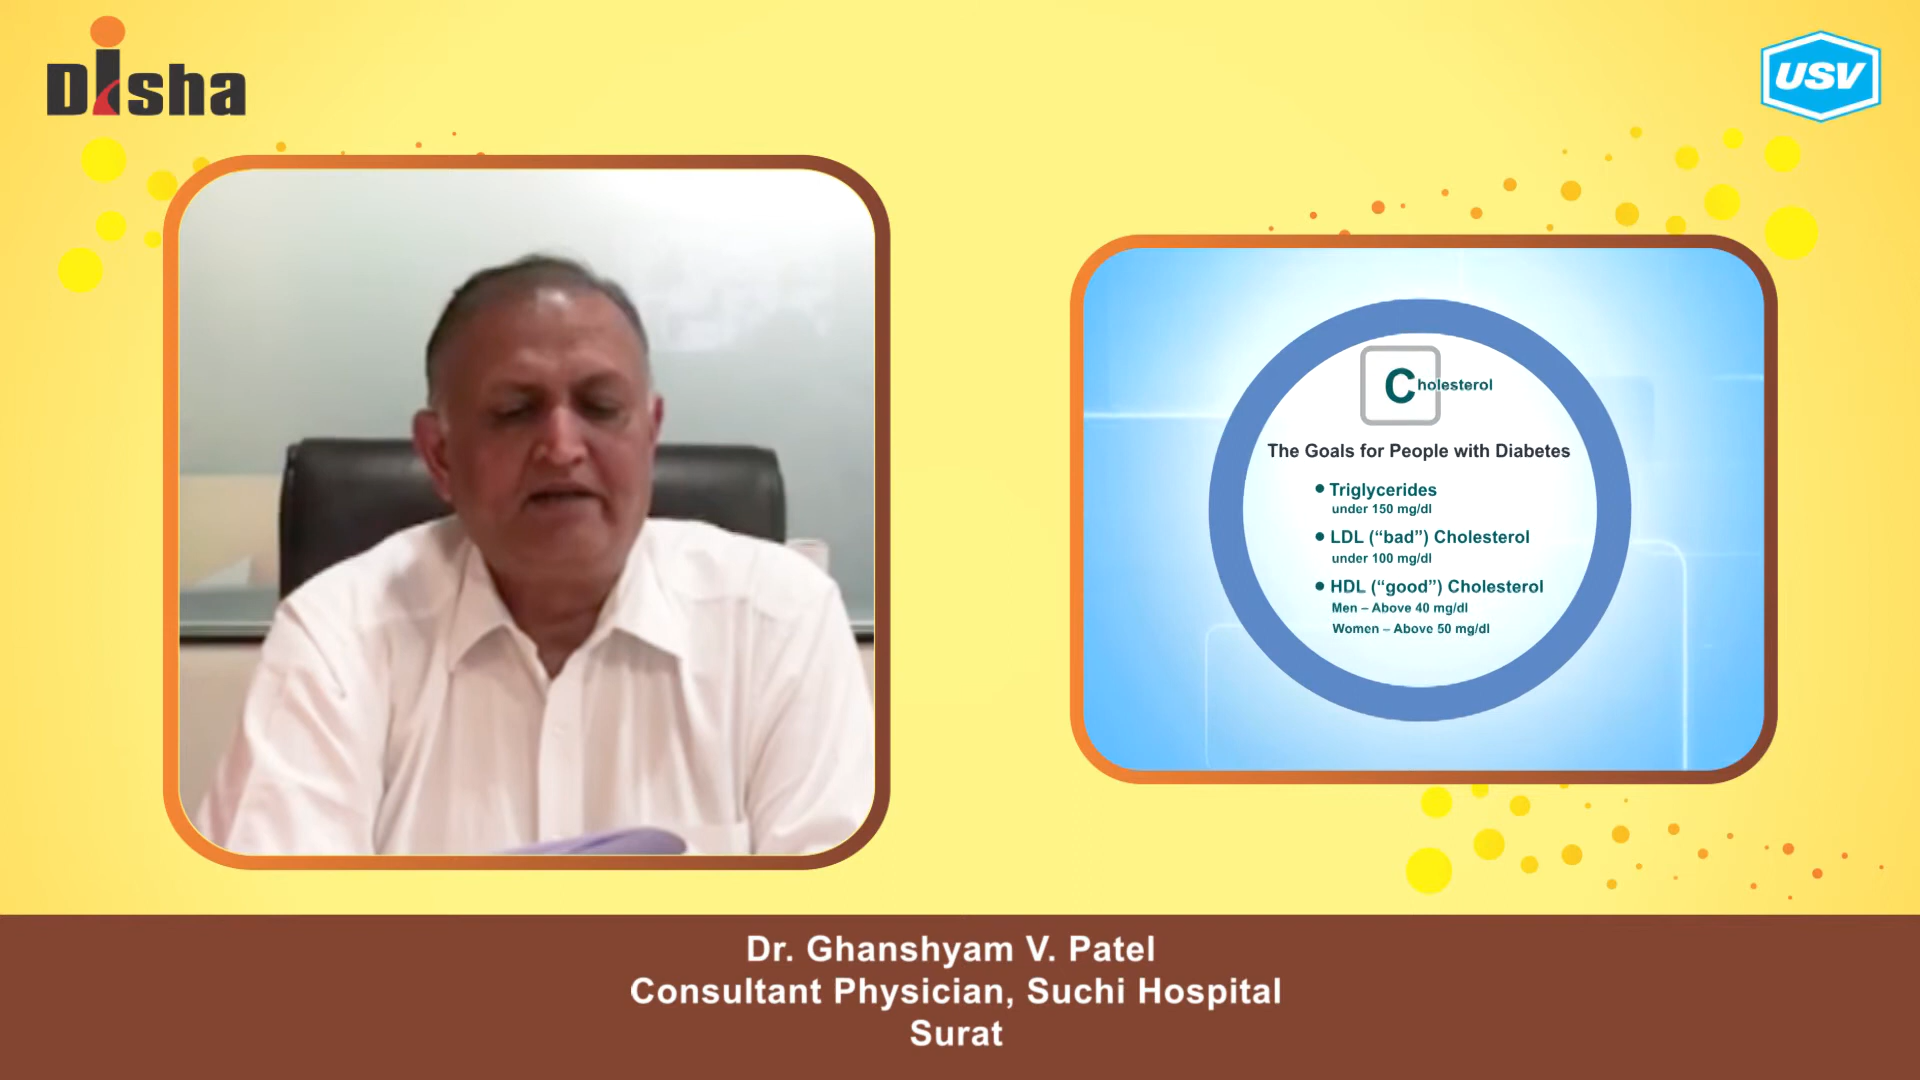 Disha
USV
Cholesterol
The Goals for People with Diabetes
• Triglycerides
under 150 mg/dl
• LDL (“bad”) Cholesterol
under 100 mg/dl
• HDL (“good”) Cholesterol
Men – Above 40 mg/dl
Women – Above 50 mg/dl
Dr. Ghanshyam V. Patel
Consultant Physician, Suchi Hospital
Surat